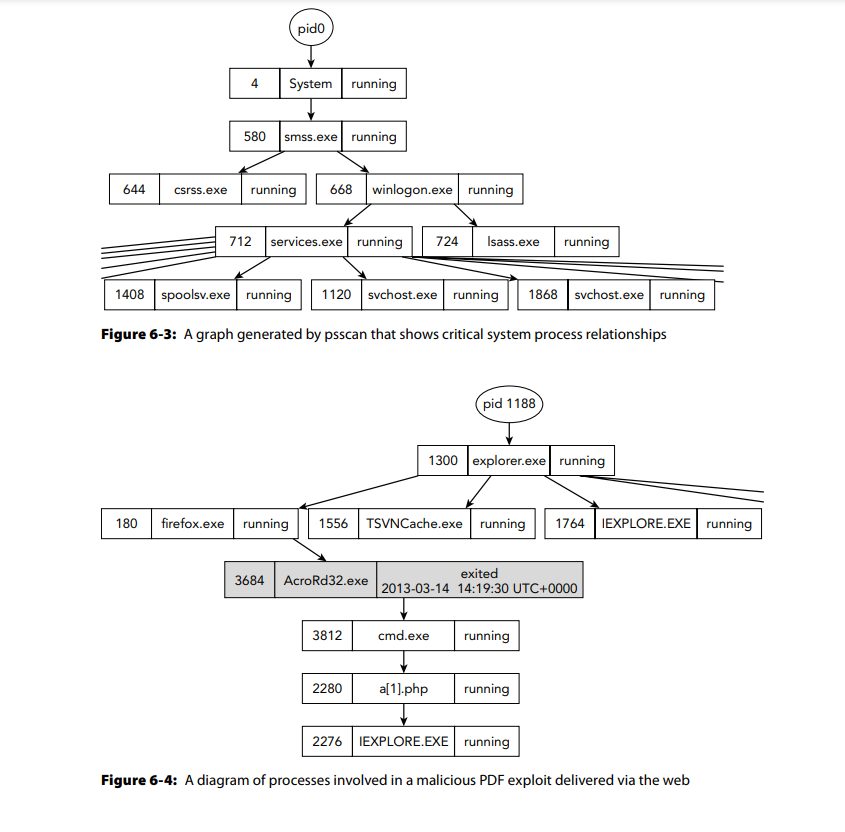 pid0
4 System running
580 smss.exe running
644 csrss.exe running 668 winlogon.exe running
712 services.exe running 724 lsass.exe running
1408 spoolsv.exe running 1120 svchost.exe running 1868 svchost.exe running
Figure 6-3: A graph generated by psscan that shows critical system process relationships
pid 1188
1300 explorer.exe running
180 firefox.exe running 1556 TSVNCache.exe running 1764 IEXPLORE.EXE running
3684 AcroRd32.exe exited
2013-03-14 14:19:30 UTC+0000
3812 cmd.exe running
2280 a[1].php running
2276 IEXPLORE.EXE running
Figure 6-4: A diagram of processes involved in a malicious PDF exploit delivered via the web